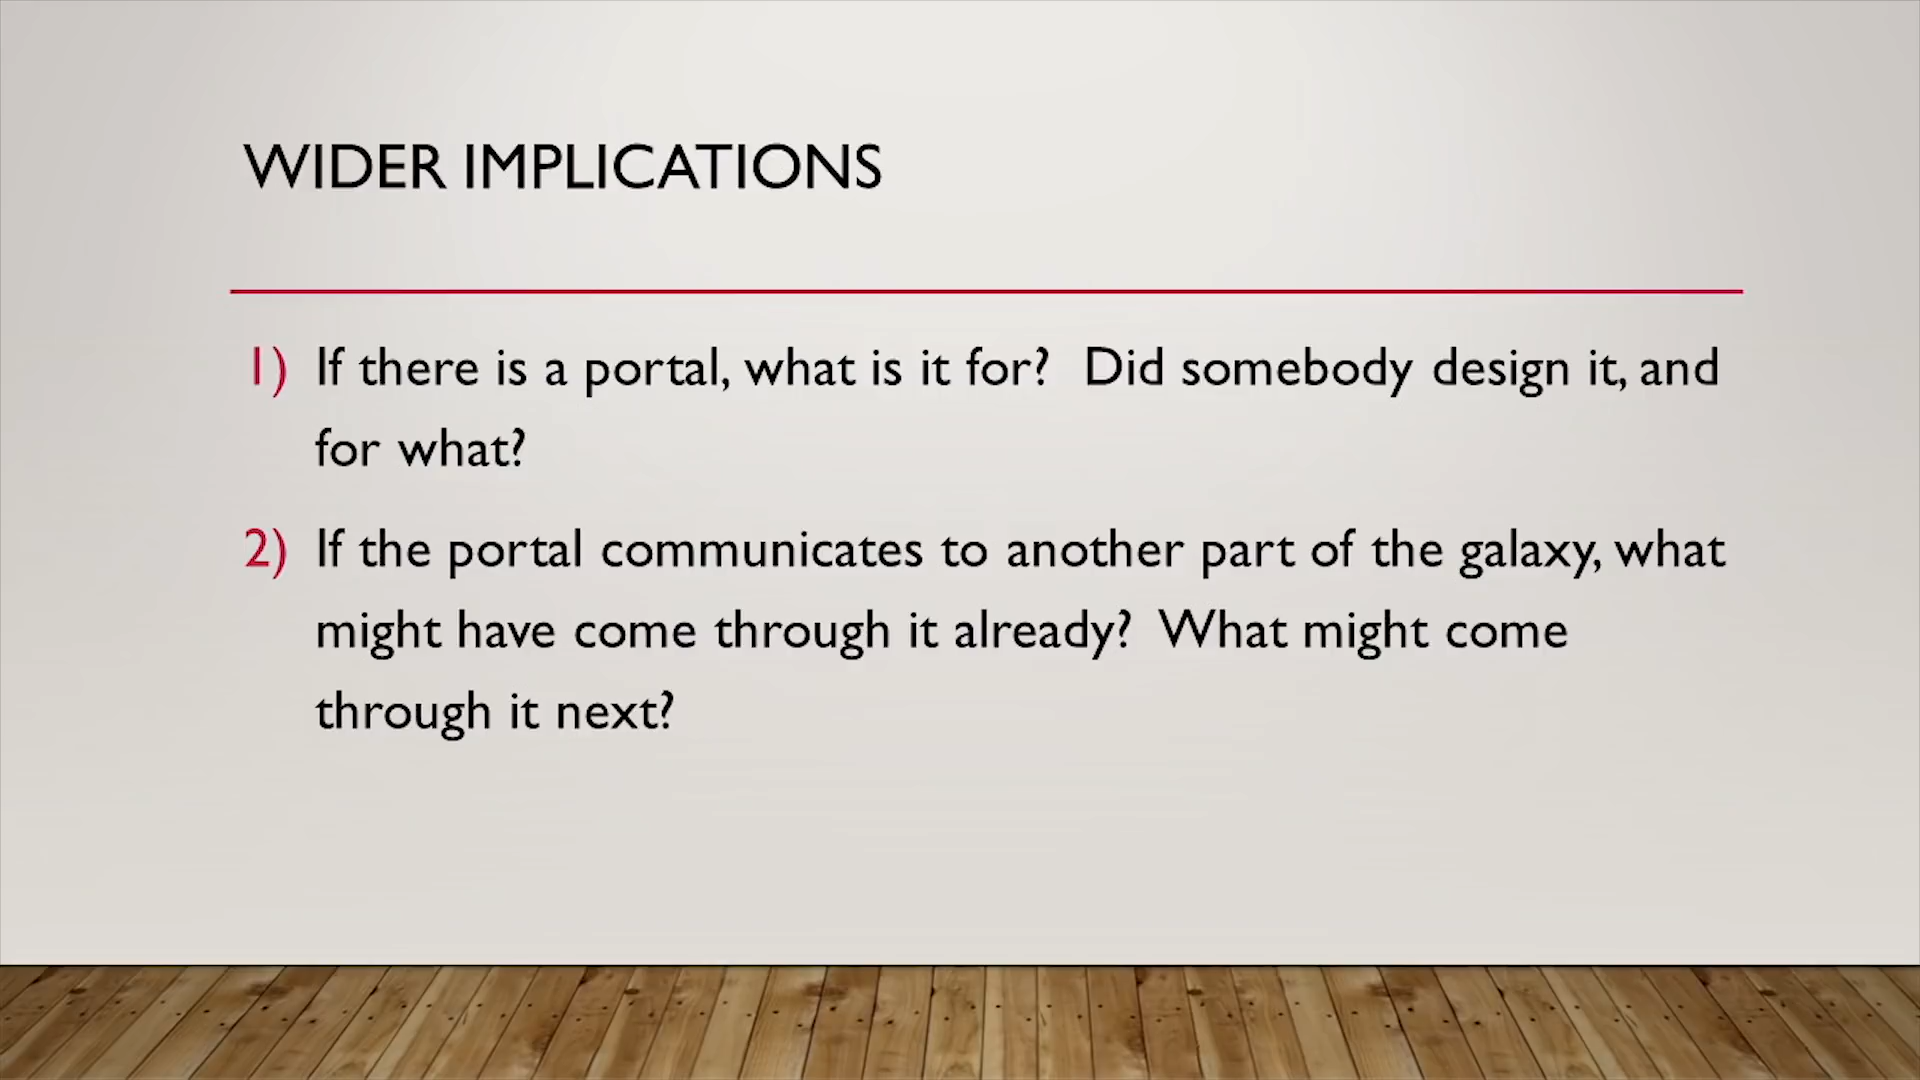 WIDER IMPLICATIONS
1) If there is a portal, what is it for? Did somebody design it, and
for what?
2) If the portal communicates to another part of the galaxy, what
might have come through it already? What might come
through it next?